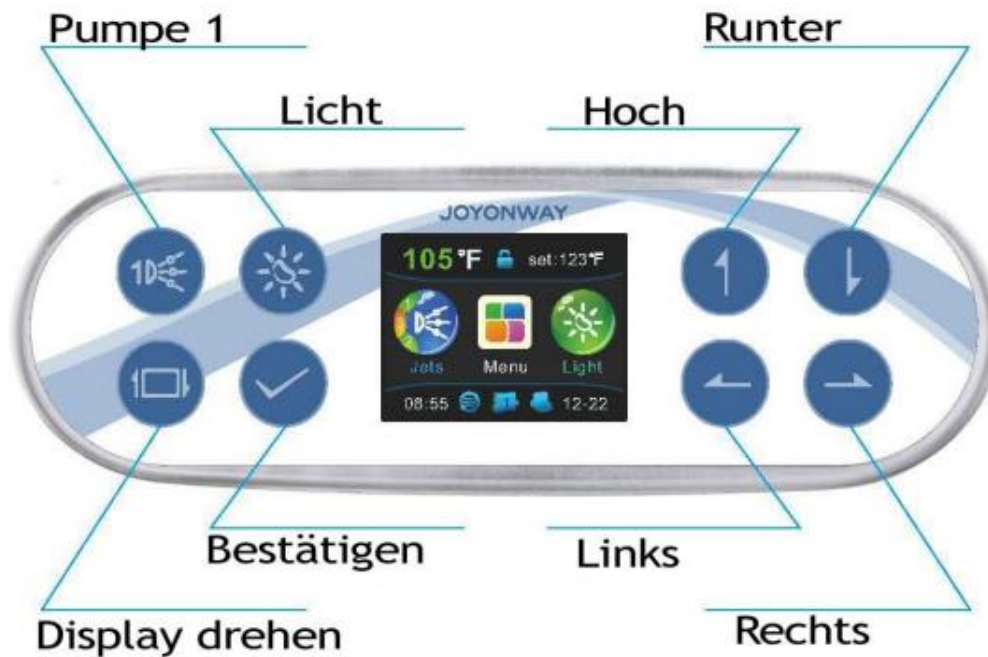 Pumpe 1
Runter
Licht
Hoch
JOYONWAY
105°F set:123°F
1
Jets
Menu
Light
08:55 1 12-22
Bestätigen
Links
Display drehen
Rechts